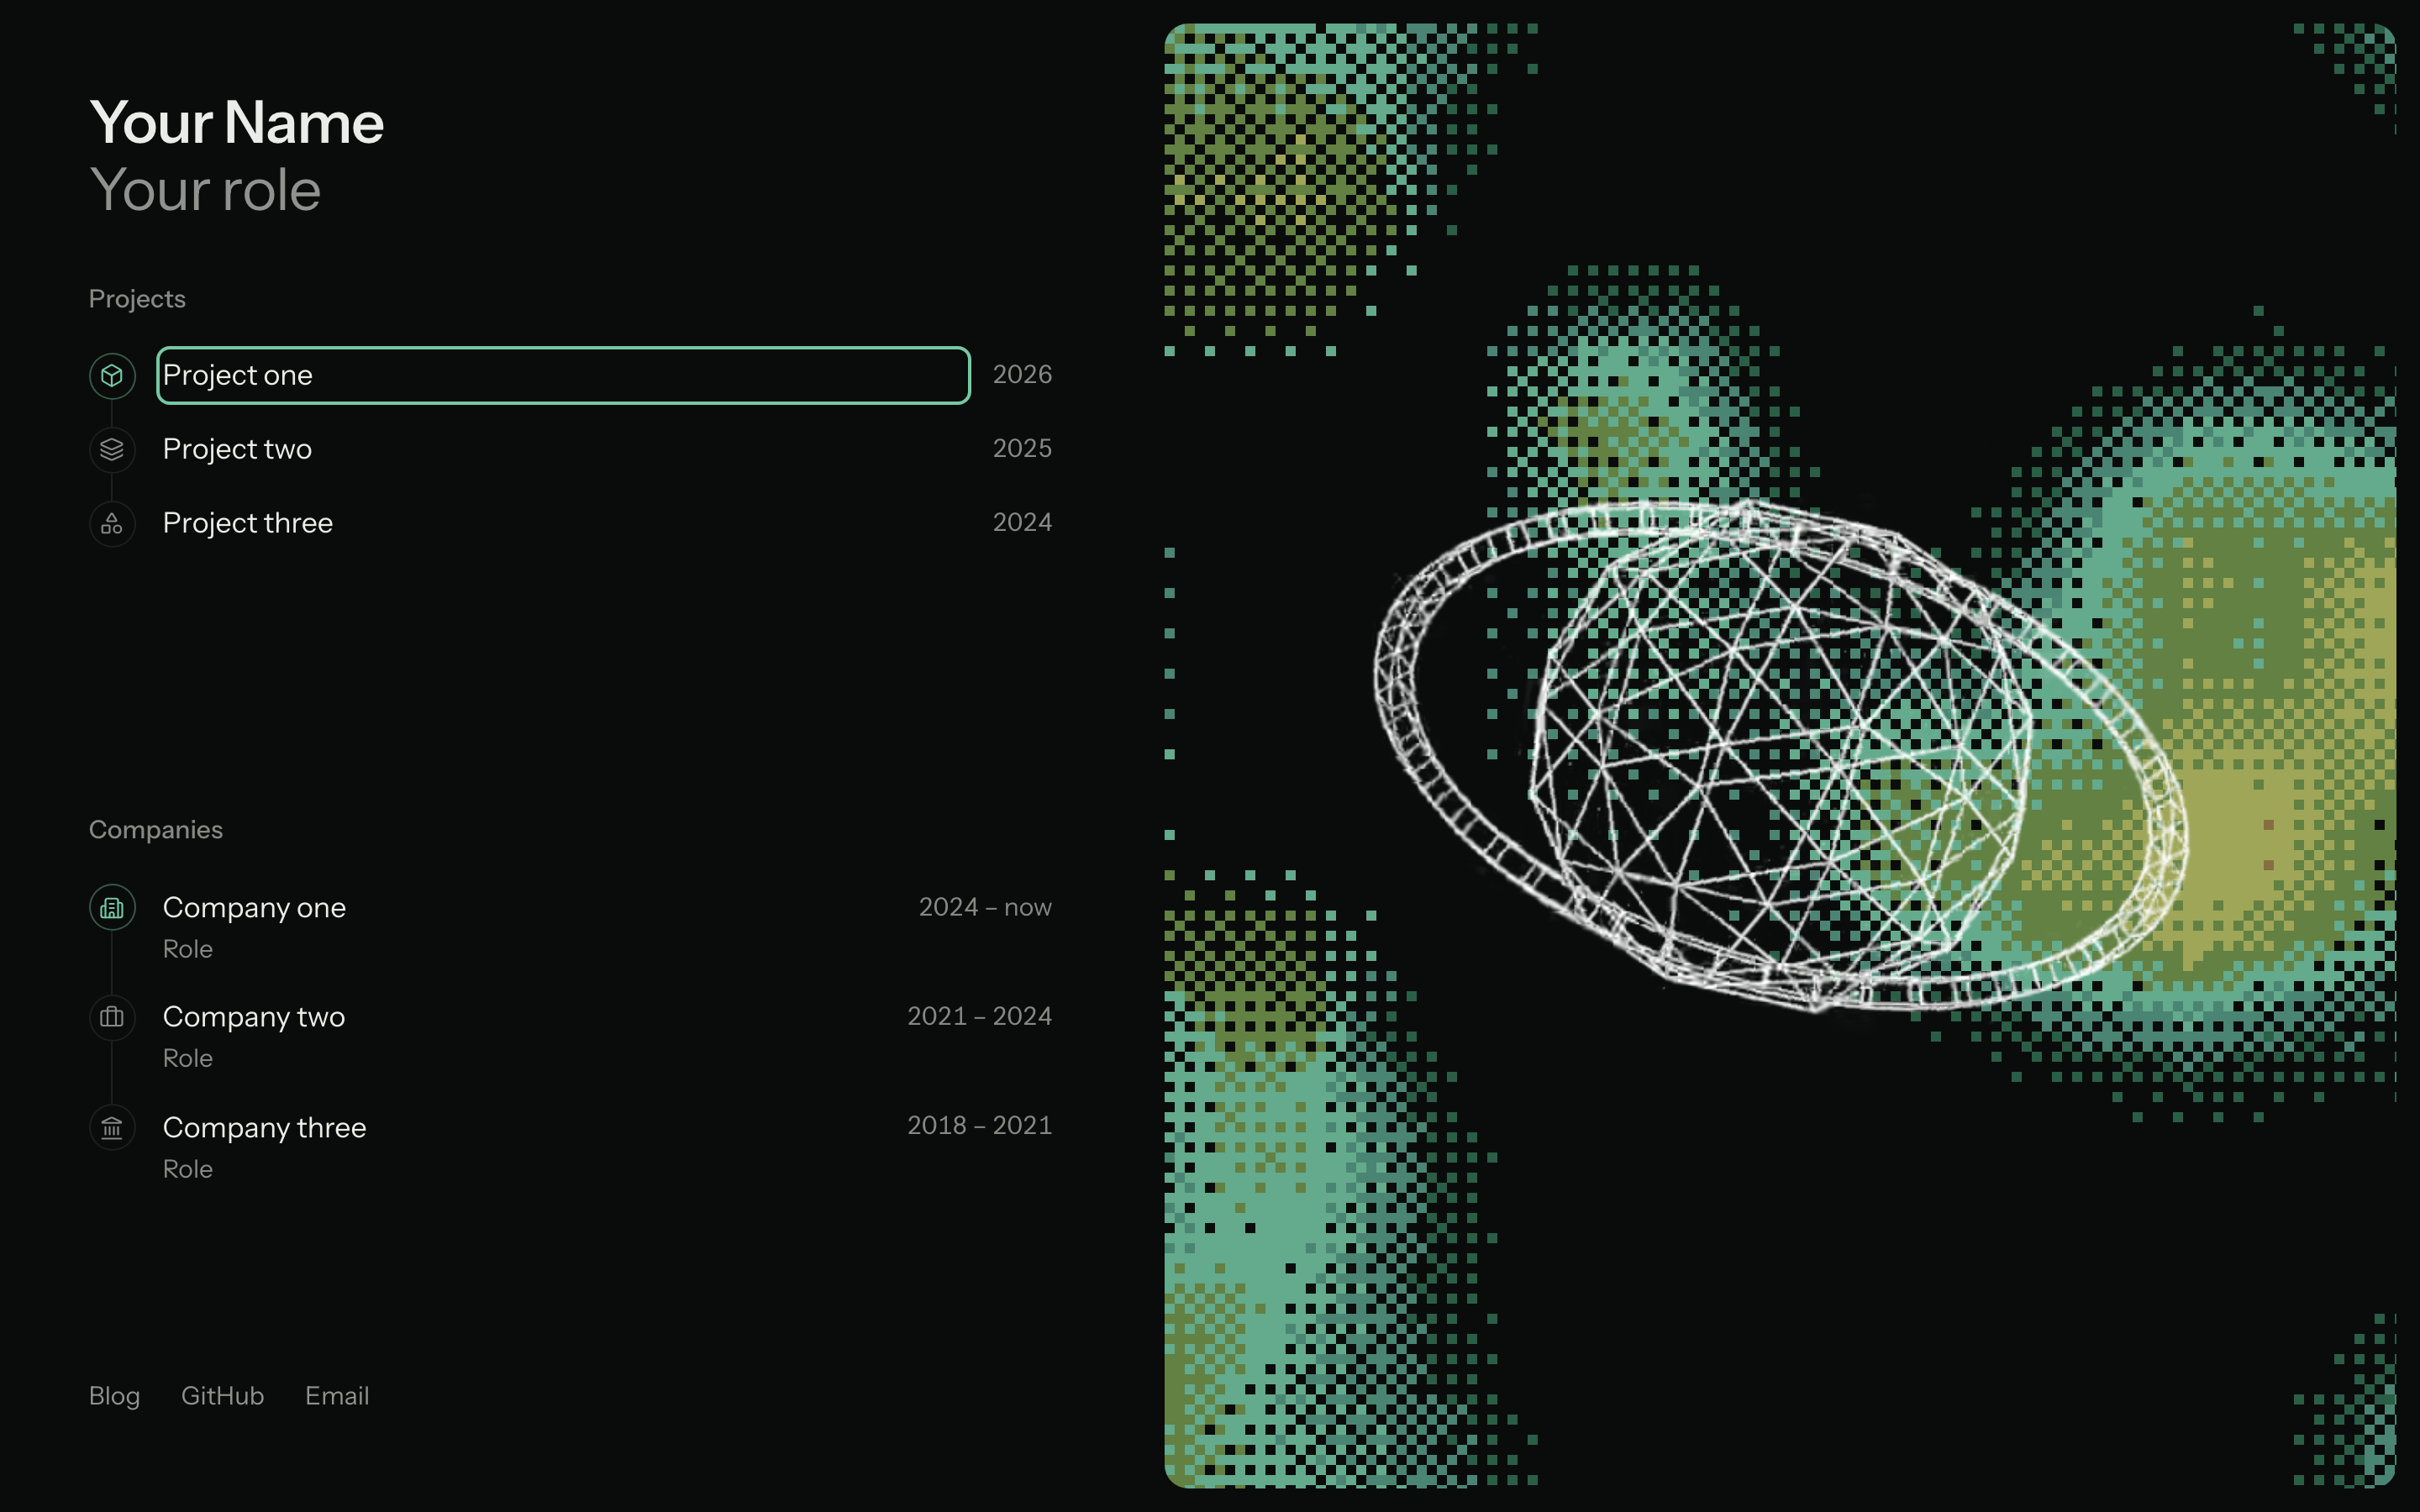 Your Name
Your role
Projects
Project one 2026
Project two 2025
Project three 2024
Companies
Company one 2024 – now
Role
Company two 2021 – 2024
Role
Company three 2018 – 2021
Role
Blog GitHub Email